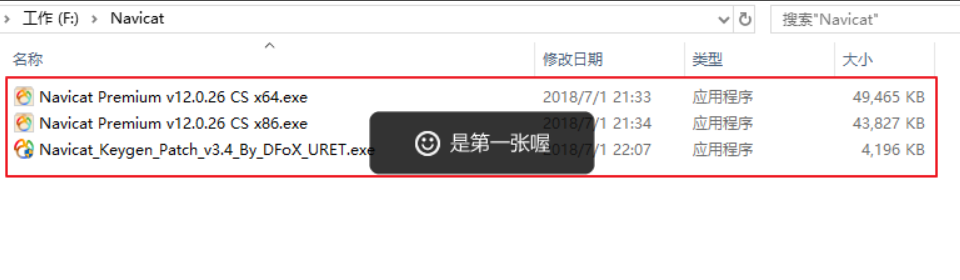 工作 (F:) › Navicat
搜索"Navicat"
名称 修改日期 类型 大小
Navicat Premium v12.0.26 CS x64.exe 2018/7/1 21:33 应用程序 49,465 KB
Navicat Premium v12.0.26 CS x86.exe 2018/7/1 21:34 应用程序 43,827 KB
Navicat_Keygen_Patch_v3.4_By_DFoX_URET.exe 2018/7/1 22:07 应用程序 4,196 KB
是第一张喔